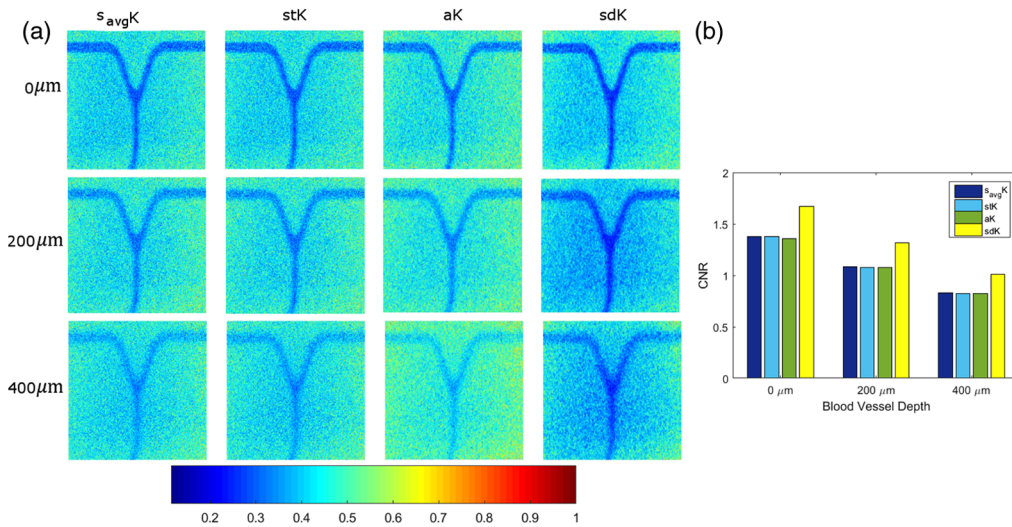 (a)
s_avgK stK aK sdK
0μm
200μm
400μm
0.2 0.3 0.4 0.5 0.6 0.7 0.8 0.9 1
(b)
2
1.5
1
0.5
0
CNR
s_avgK
stK
aK
sdK
0 μm 200 μm 400 μm
Blood Vessel Depth